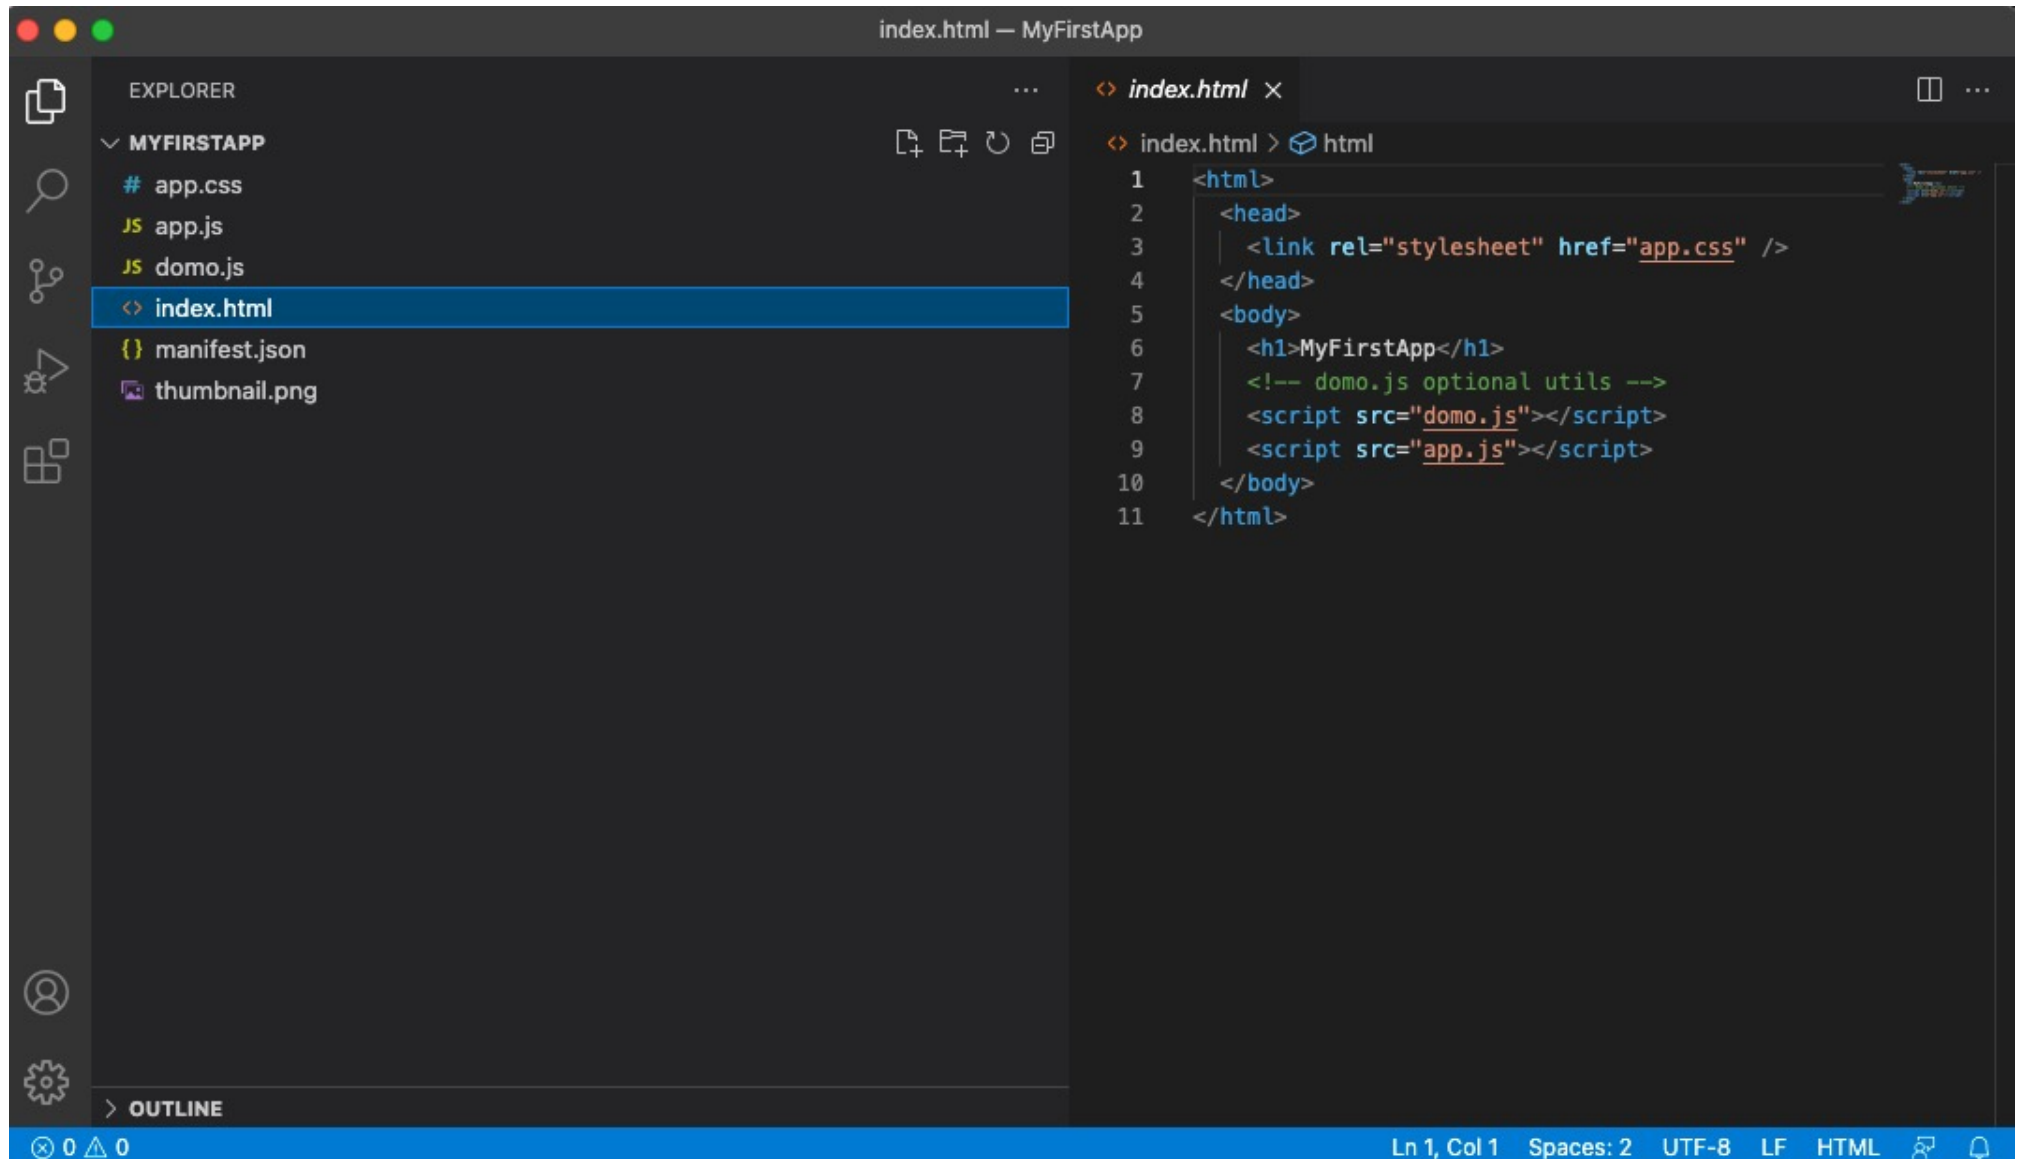 index.html — MyFirstApp
EXPLORER
MYFIRSTAPP
# app.css
JS app.js
JS domo.js
<> index.html
{} manifest.json
thumbnail.png
OUTLINE
<> index.html ×
<> index.html > html
1 <html>
2 <head>
3 <link rel="stylesheet" href="app.css" />
4 </head>
5 <body>
6 <h1>MyFirstApp</h1>
7 <!-- domo.js optional utils -->
8 <script src="domo.js"></script>
9 <script src="app.js"></script>
10 </body>
11 </html>
0 0 Ln 1, Col 1 Spaces: 2 UTF-8 LF HTML